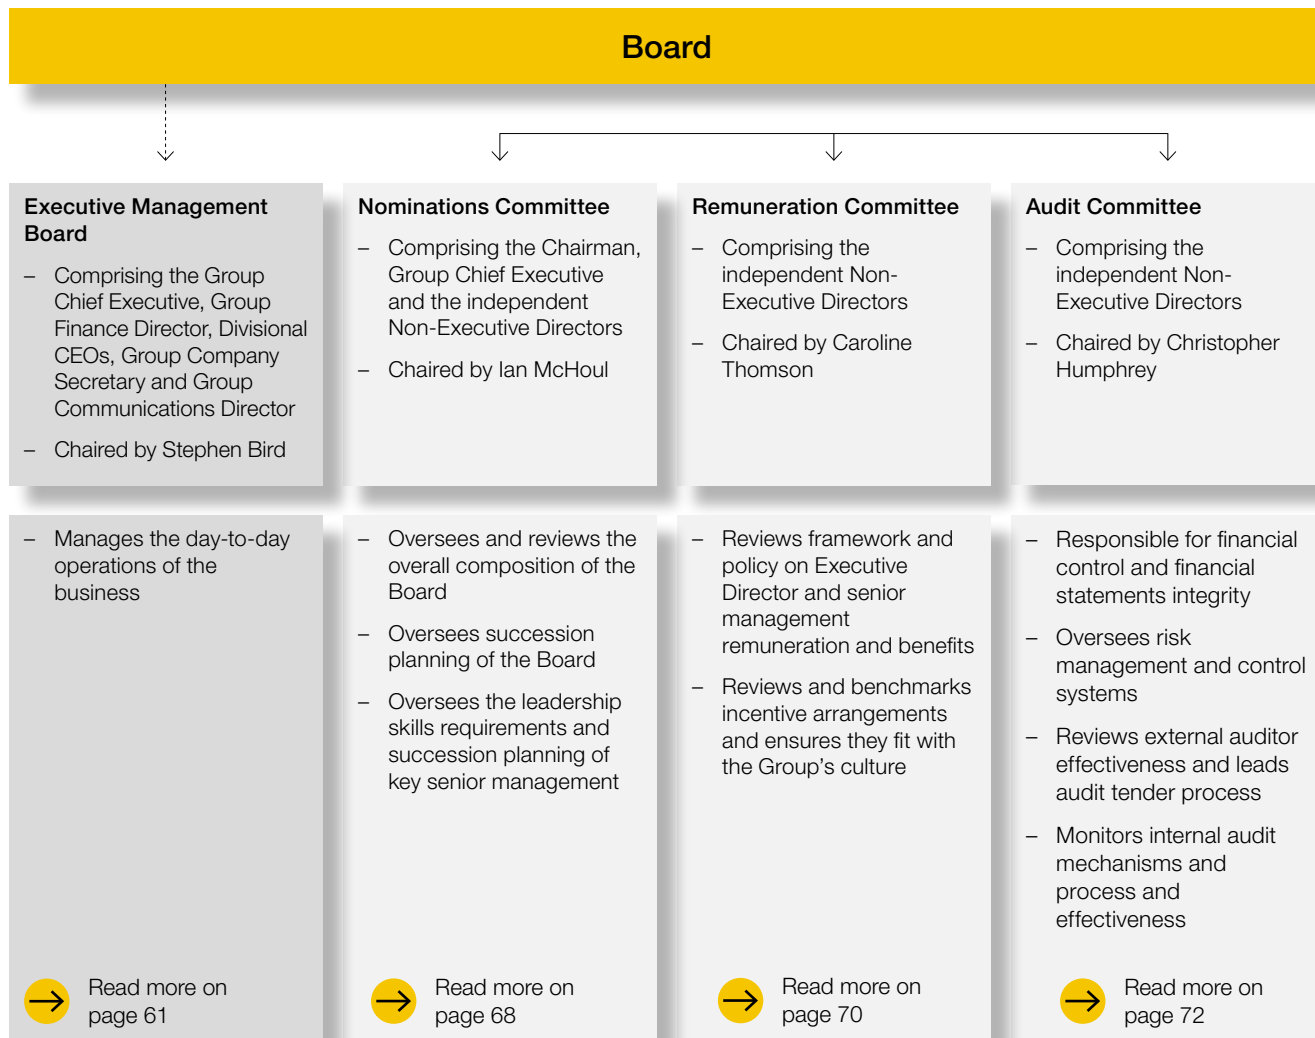 Board
Executive Management
Board
– Comprising the Group
Chief Executive, Group
Finance Director, Divisional
CEOs, Group Company
Secretary and Group
Communications Director
– Chaired by Stephen Bird
– Manages the day-to-day
operations of the
business
Read more on
page 61
Nominations Committee
– Comprising the Chairman,
Group Chief Executive
and the independent
Non-Executive Directors
– Chaired by Ian McHoul
– Oversees and reviews the
overall composition of the
Board
– Oversees succession
planning of the Board
– Oversees the leadership
skills requirements and
succession planning of
key senior management
Read more on
page 68
Remuneration Committee
– Comprising the
independent Non-
Executive Directors
– Chaired by Caroline
Thomson
– Reviews framework and
policy on Executive
Director and senior
management
remuneration and benefits
– Reviews and benchmarks
incentive arrangements
and ensures they fit with
the Group’s culture
Read more on
page 70
Audit Committee
– Comprising the
independent Non-
Executive Directors
– Chaired by Christopher
Humphrey
– Responsible for financial
control and financial
statements integrity
– Oversees risk
management and control
systems
– Reviews external auditor
effectiveness and leads
audit tender process
– Monitors internal audit
mechanisms and
process and
effectiveness
Read more on
page 72